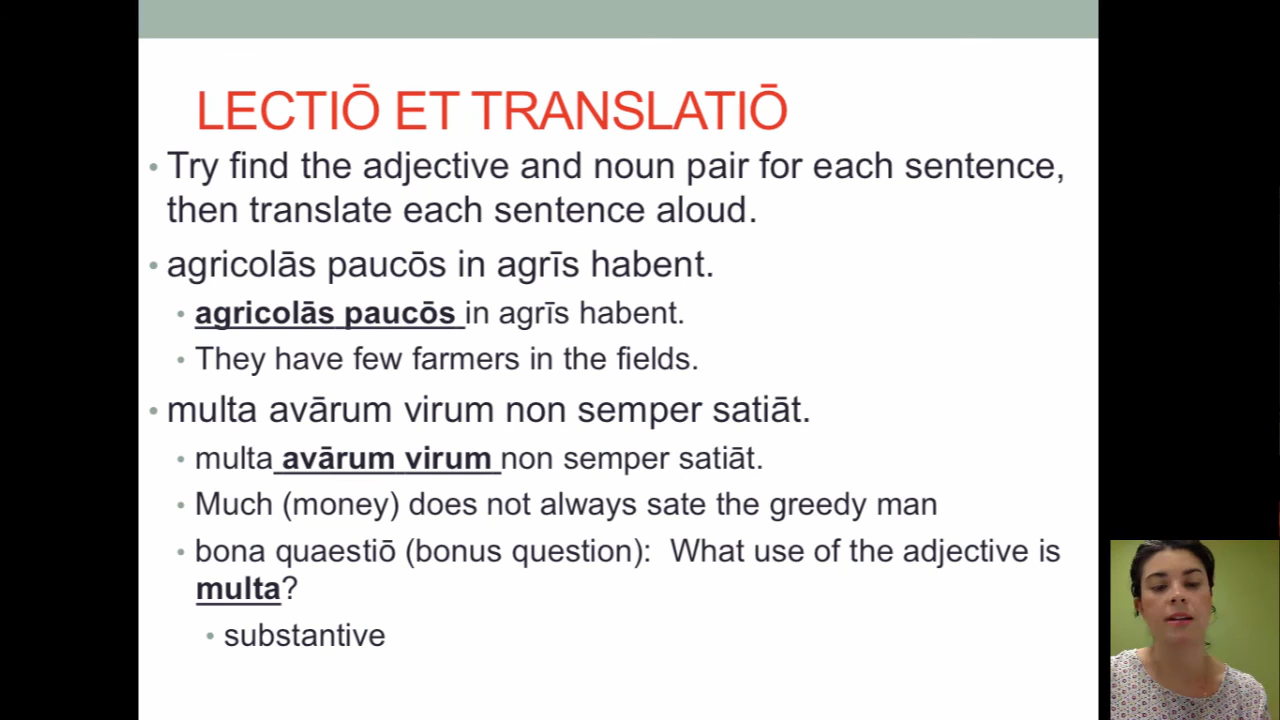 LECTIŌ ET TRANSLATIŌ
• Try find the adjective and noun pair for each sentence,
then translate each sentence aloud.
• agricolās paucōs in agrīs habent.
• agricolās paucōs in agrīs habent.
• They have few farmers in the fields.
• multa avārum virum non semper satiāt.
• multa avārum virum non semper satiāt.
• Much (money) does not always sate the greedy man
• bona quaestiō (bonus question):  What use of the adjective is
multa?
• substantive